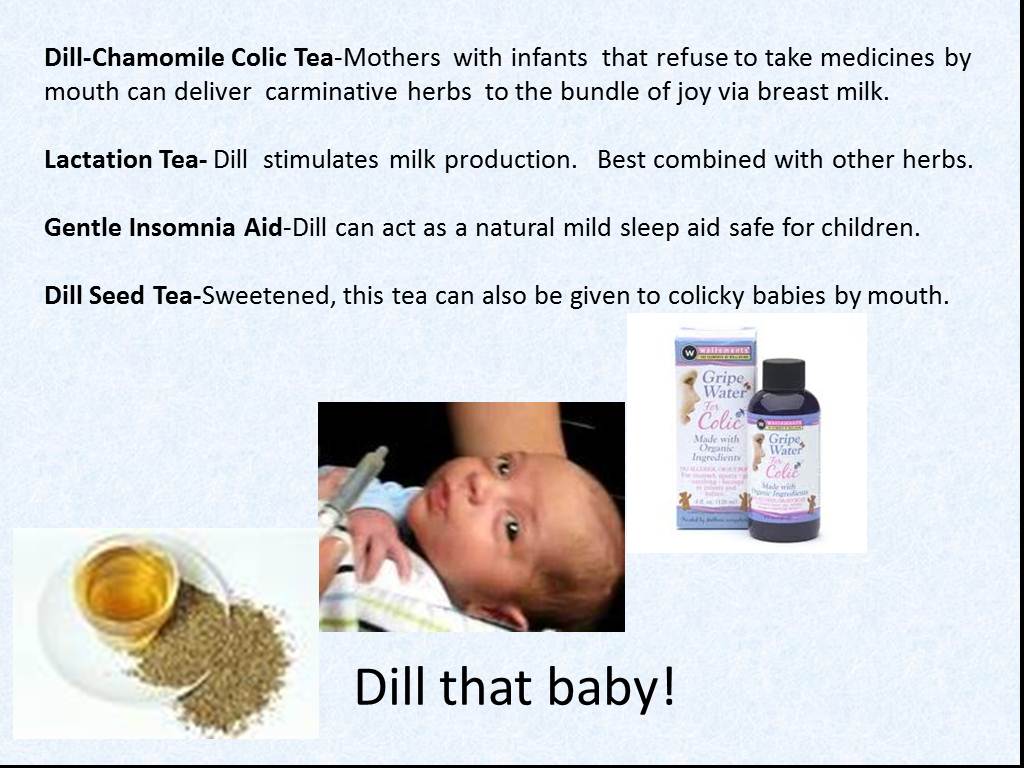 Dill-Chamomile Colic Tea-Mothers with infants that refuse to take medicines by
mouth can deliver carminative herbs to the bundle of joy via breast milk.
Lactation Tea- Dill stimulates milk production. Best combined with other herbs.
Gentle Insomnia Aid-Dill can act as a natural mild sleep aid safe for children.
Dill Seed Tea-Sweetened, this tea can also be given to colicky babies by mouth.
W wellements
Gripe
Water
For
Colic
Made with
Organic
Ingredients
W wellements
Gripe
Water
For
Colic
Made with
Organic Ingredients
Dill that baby!